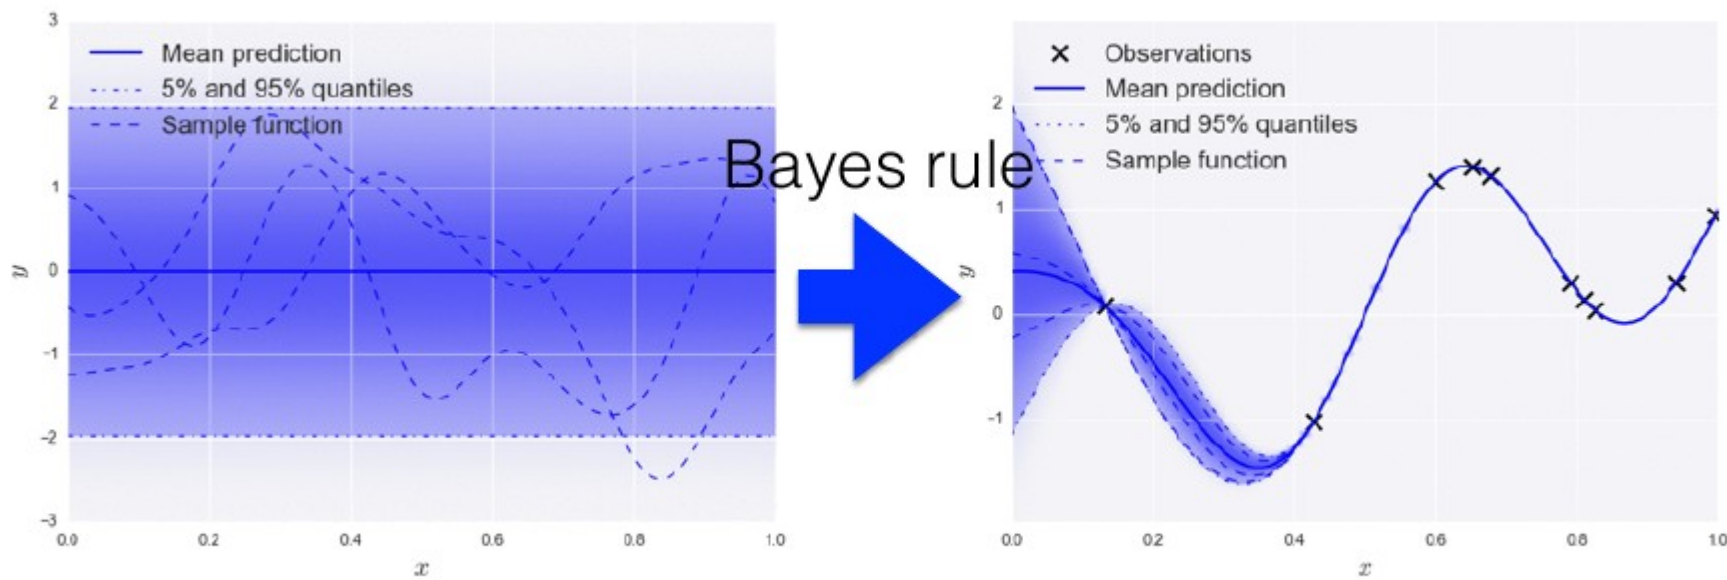 3
2
1
0
−1
−2
−3
y
Mean prediction
5% and 95% quantiles
Sample function
0.0 0.2 0.4 0.6 0.8 1.0
x
Bayes rule
2
1
0
−1
y
Observations
Mean prediction
5% and 95% quantiles
Sample function
0.0 0.2 0.4 0.6 0.8 1.0
x